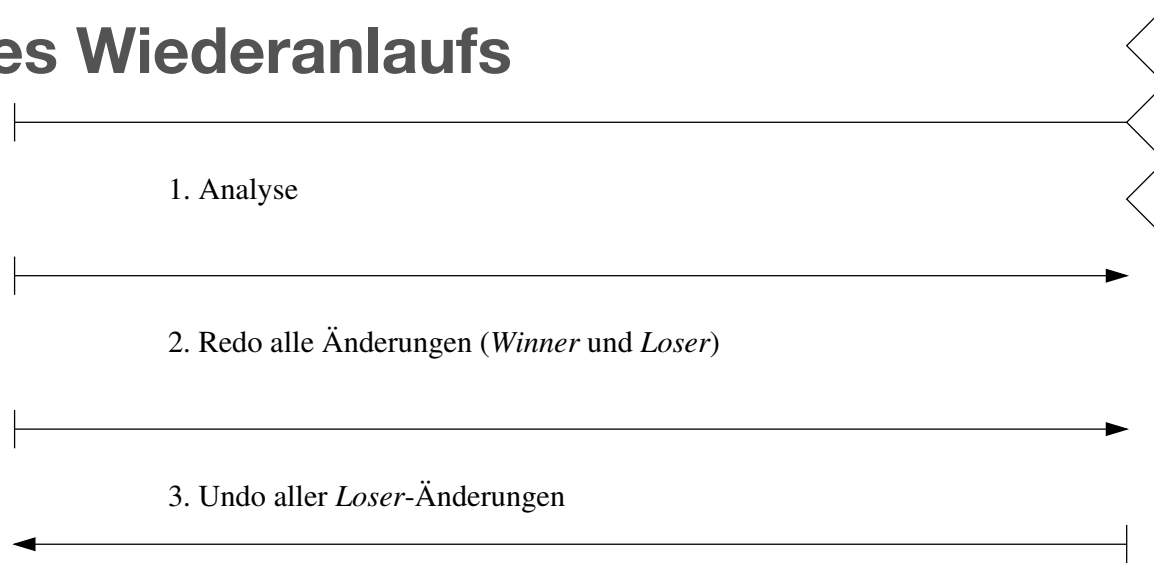 es Wiederanlaufs
1. Analyse
2. Redo alle Änderungen (Winner und Loser)
3. Undo aller Loser-Änderungen